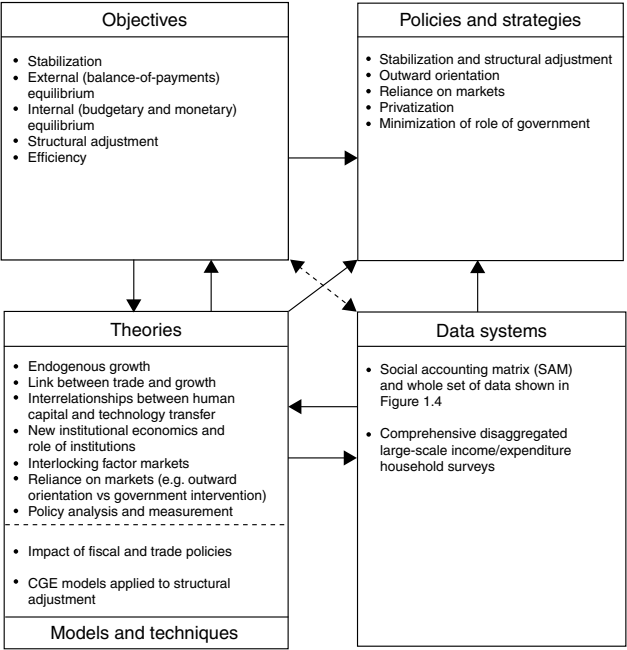 Objectives
• Stabilization
• External (balance-of-payments)
equilibrium
• Internal (budgetary and monetary)
equilibrium
• Structural adjustment
• Efficiency
Policies and strategies
• Stabilization and structural adjustment
• Outward orientation
• Reliance on markets
• Privatization
• Minimization of role of government
Theories
• Endogenous growth
• Link between trade and growth
• Interrelationships between human
capital and technology transfer
• New institutional economics and
role of institutions
• Interlocking factor markets
• Reliance on markets (e.g. outward
orientation vs government intervention)
• Policy analysis and measurement
• Impact of fiscal and trade policies
• CGE models applied to structural
adjustment
Models and techniques
Data systems
• Social accounting matrix (SAM)
and whole set of data shown in
Figure 1.4
• Comprehensive disaggregated
large-scale income/expenditure
household surveys